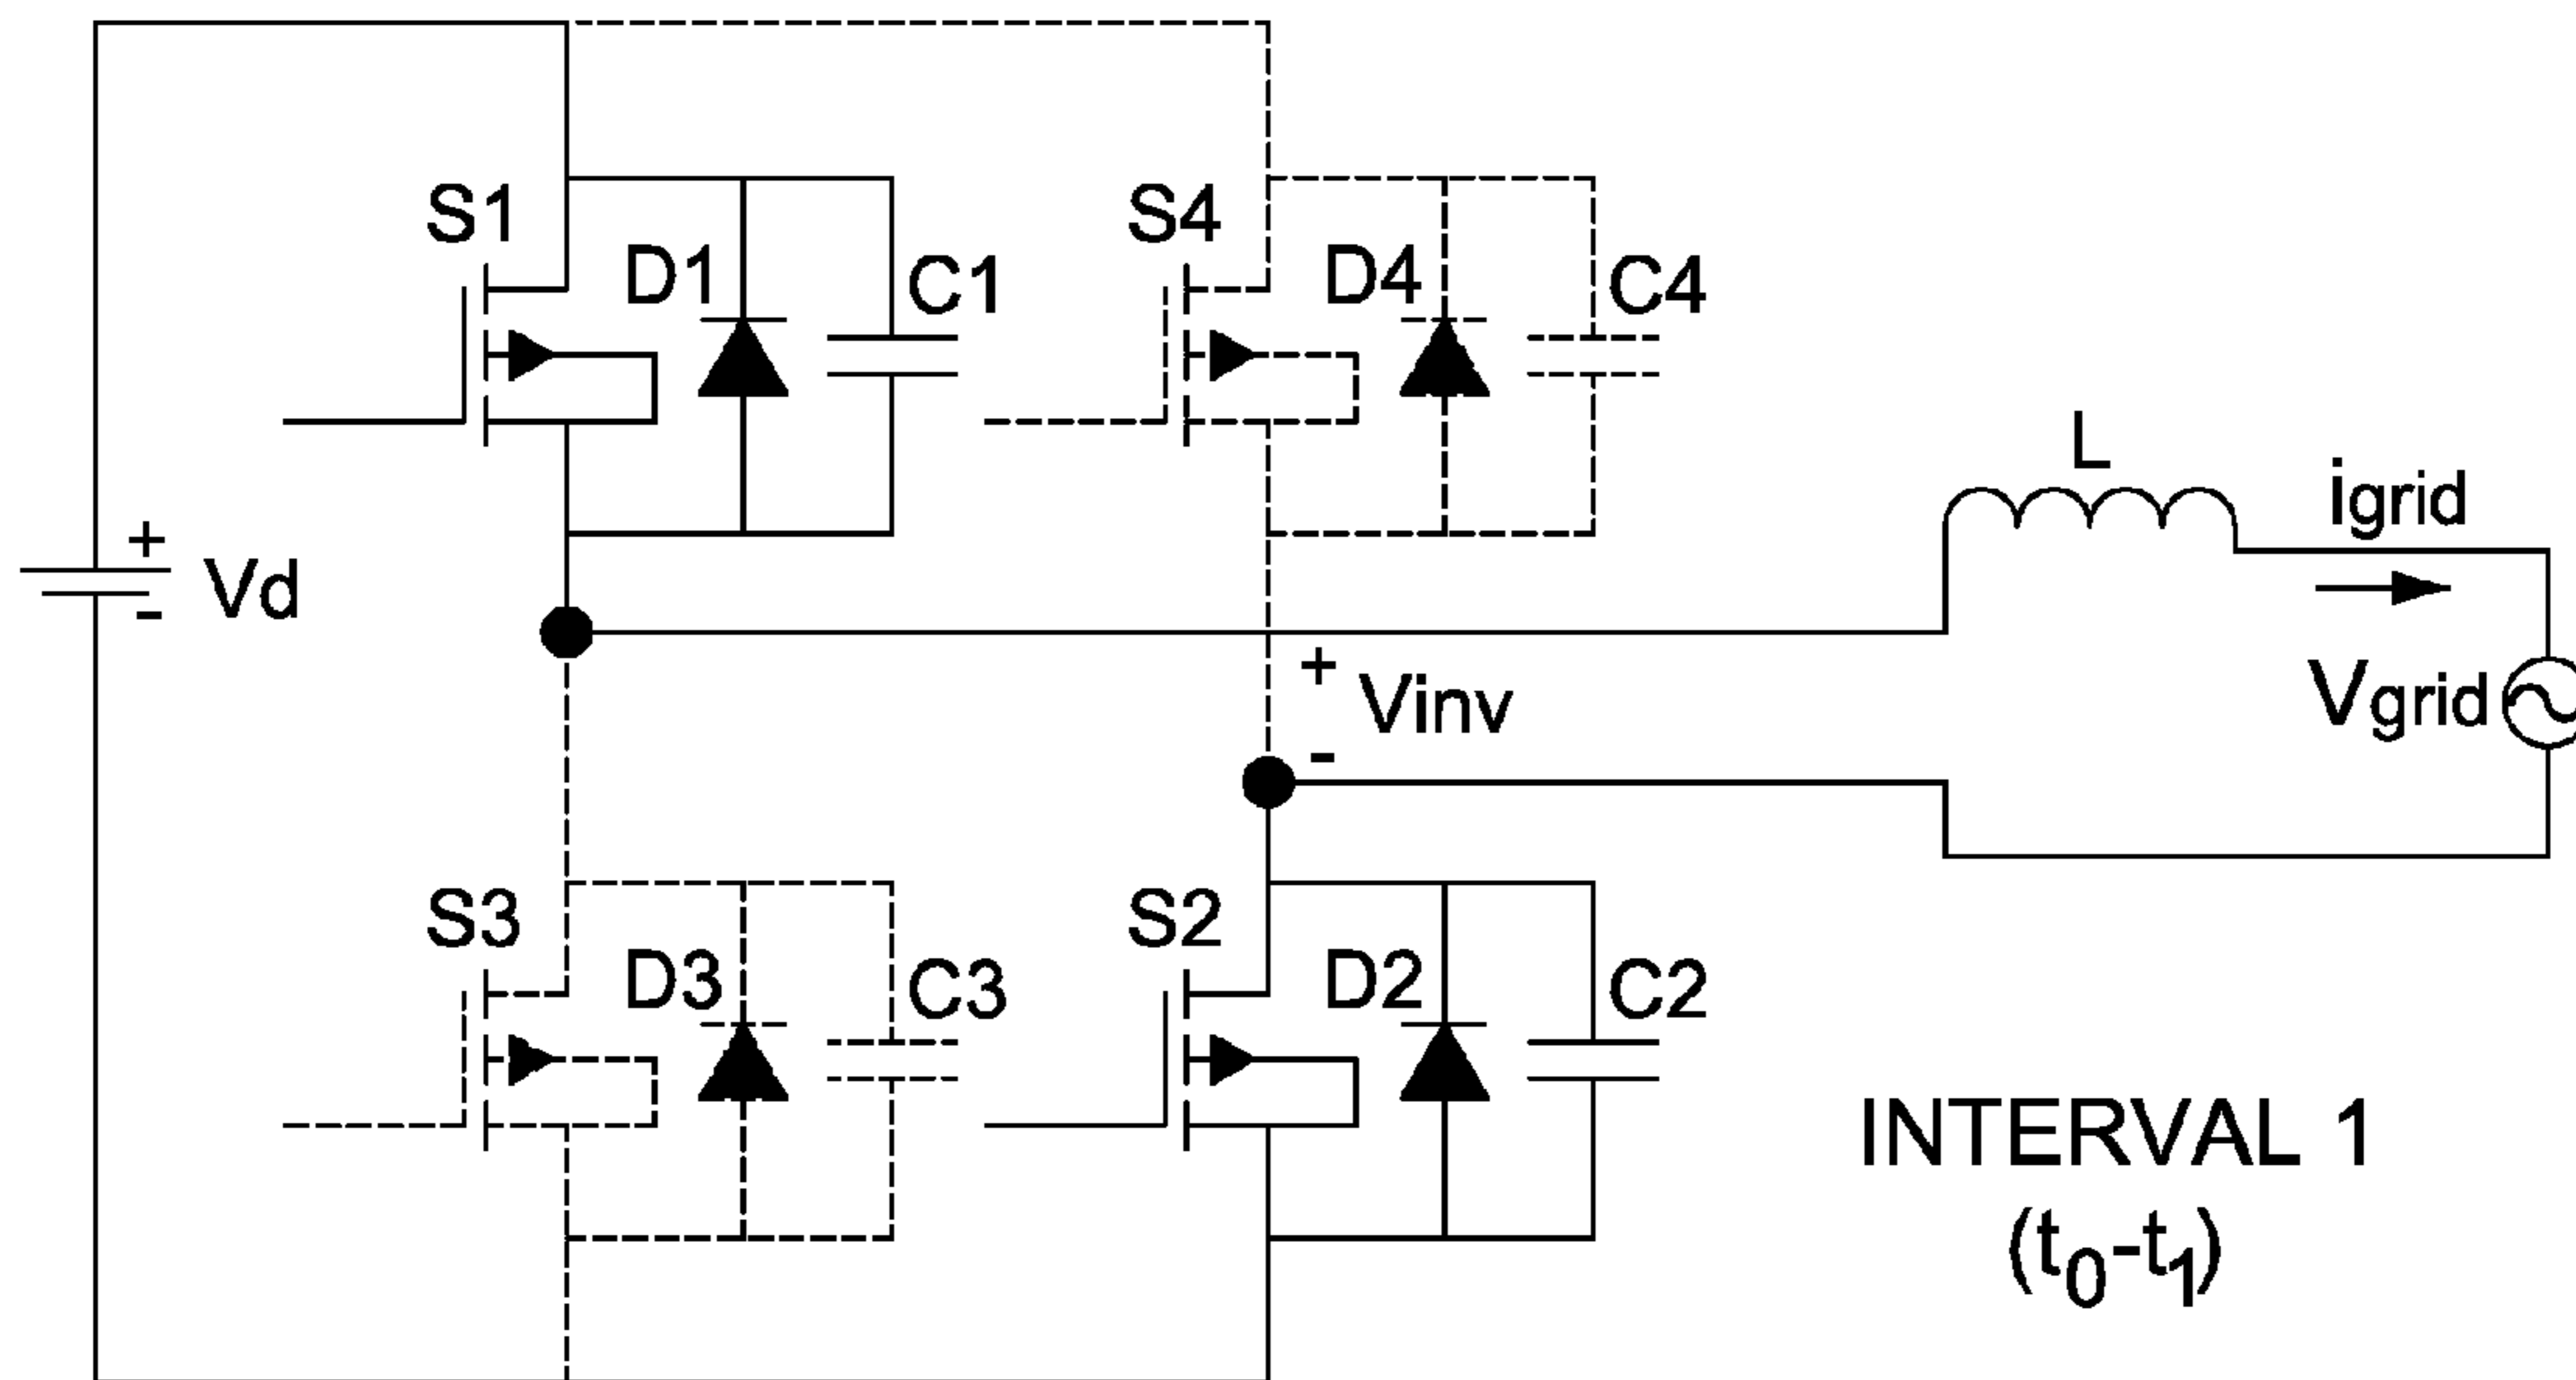 S1
D1
C1
S4
D4
C4
L
igrid
+
Vd
-
+
Vinv
-
Vgrid
S3
D3
C3
S2
D2
C2
INTERVAL 1
(t0-t1)